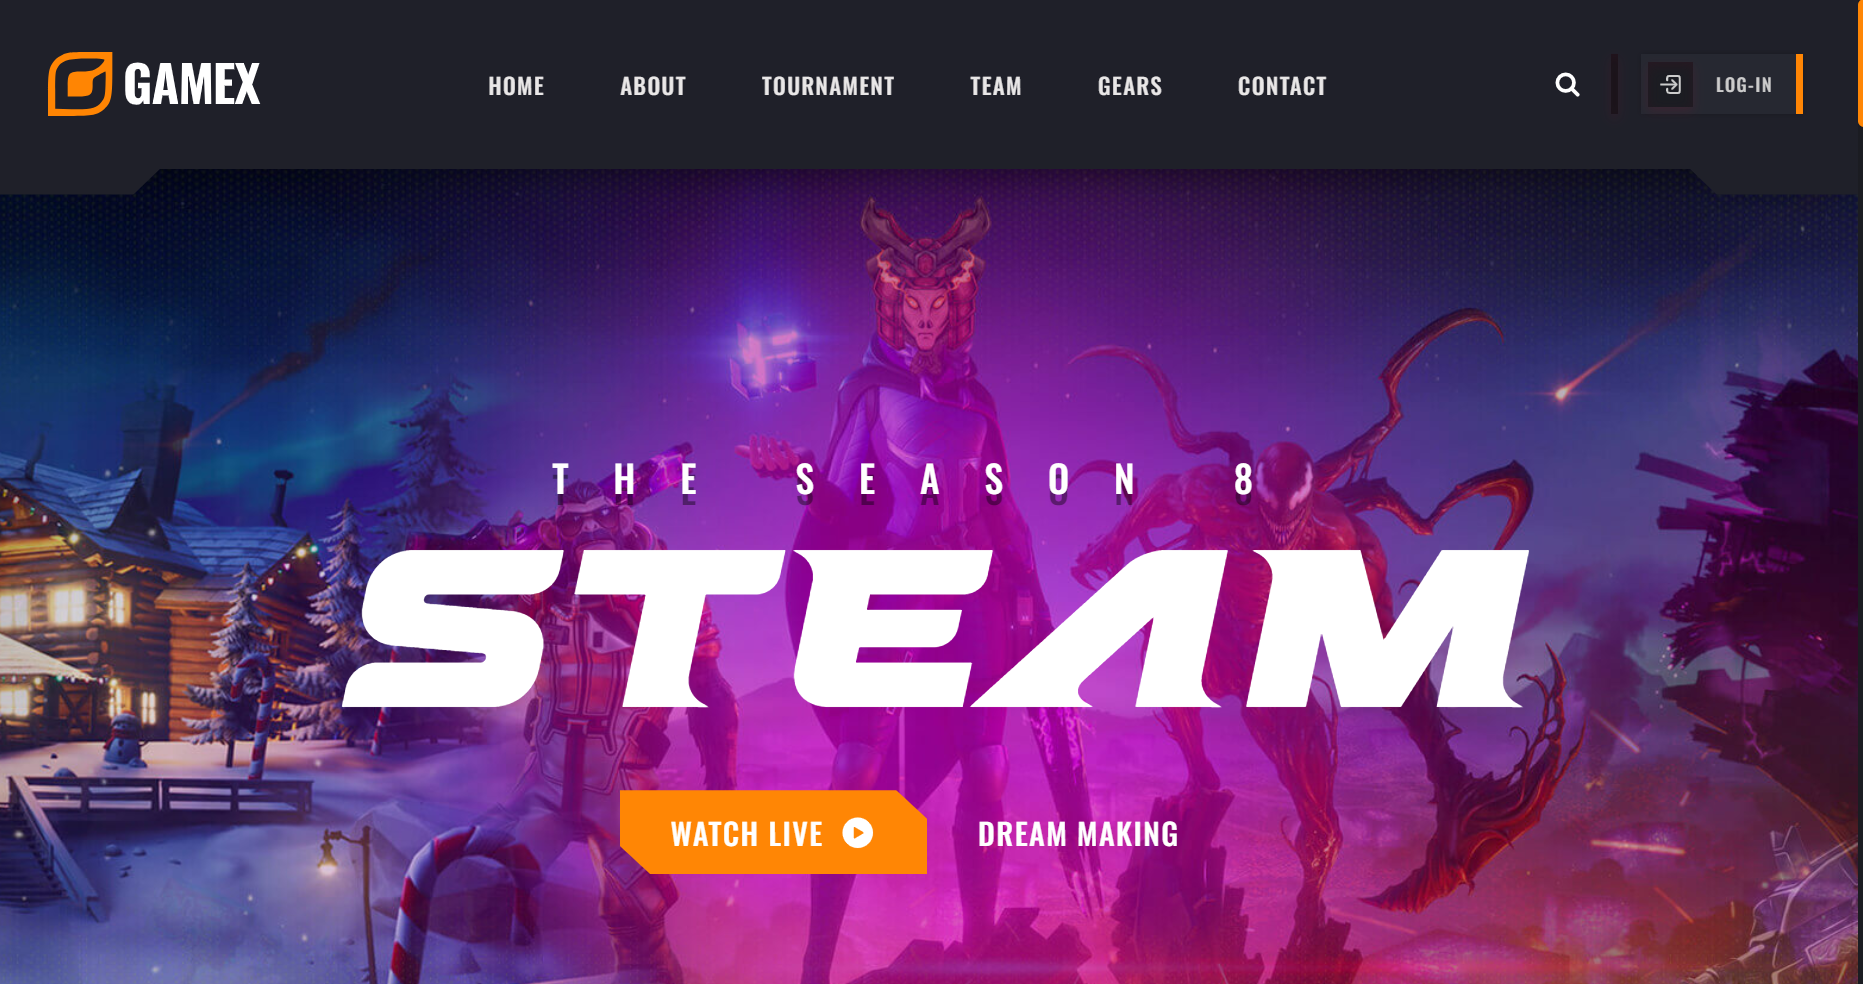 GAMEX
HOME ABOUT TOURNAMENT TEAM GEARS CONTACT
LOG-IN
THE SEASON 8
STEAM
WATCH LIVE
DREAM MAKING